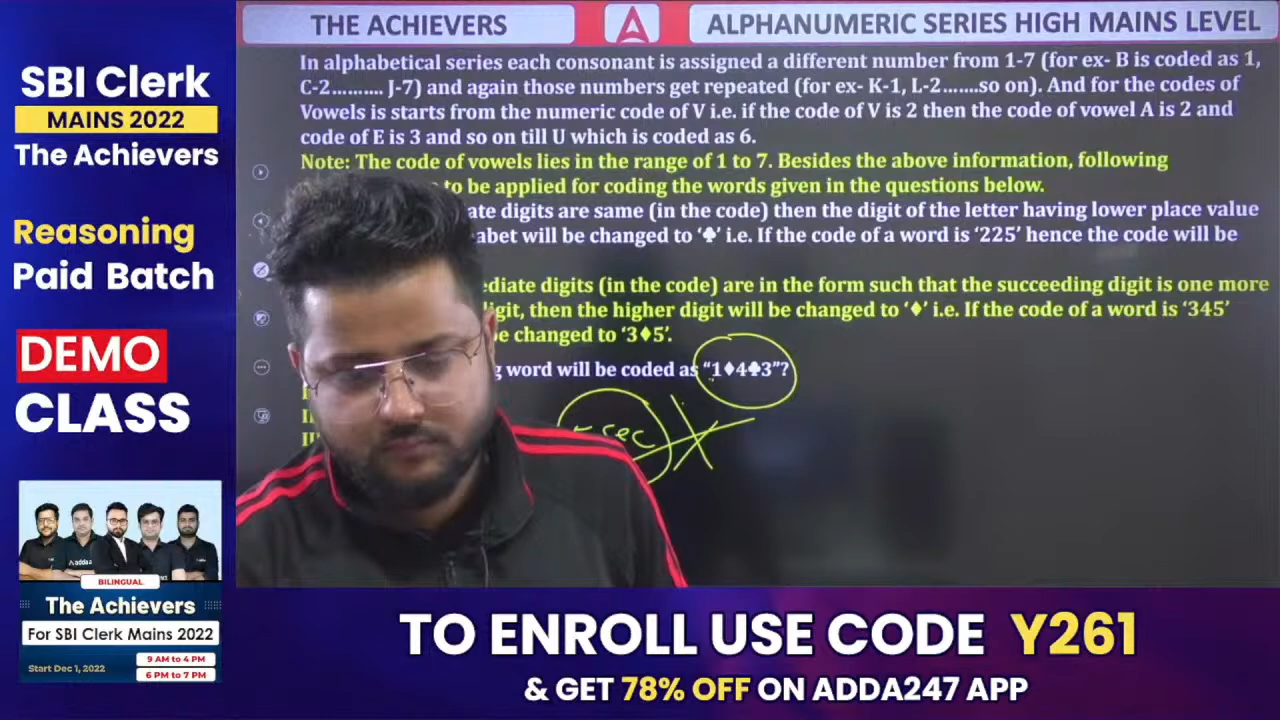 THE ACHIEVERS
ALPHANUMERIC SERIES HIGH MAINS LEVEL
In alphabetical series each consonant is assigned a different number from 1-7 (for ex- B is coded as 1,
C-2.......... J-7) and again those numbers get repeated (for ex- K-1, L-2.......so on). And for the codes of
Vowels is starts from the numeric code of V i.e. if the code of V is 2 then the code of vowel A is 2 and
code of E is 3 and so on till U which is coded as 6.
Note: The code of vowels lies in the range of 1 to 7. Besides the above information, following
to be applied for coding the words given in the questions below.
digits are same (in the code) then the digit of the letter having lower place value
will be changed to ‘♣’ i.e. If the code of a word is ‘225’ hence the code will be
digits (in the code) are in the form such that the succeeding digit is one more
then the higher digit will be changed to ‘♦’ i.e. If the code of a word is ‘345’
changed to ‘3♦5’.
word will be coded as “1♦4♣3”?
sec
SBI Clerk
MAINS 2022
The Achievers
Reasoning
Paid Batch
DEMO
CLASS
BILINGUAL
The Achievers
For SBI Clerk Mains 2022
Start Dec 1, 2022
9 AM to 4 PM
6 PM to 7 PM
TO ENROLL USE CODE Y261
& GET 78% OFF ON ADDA247 APP